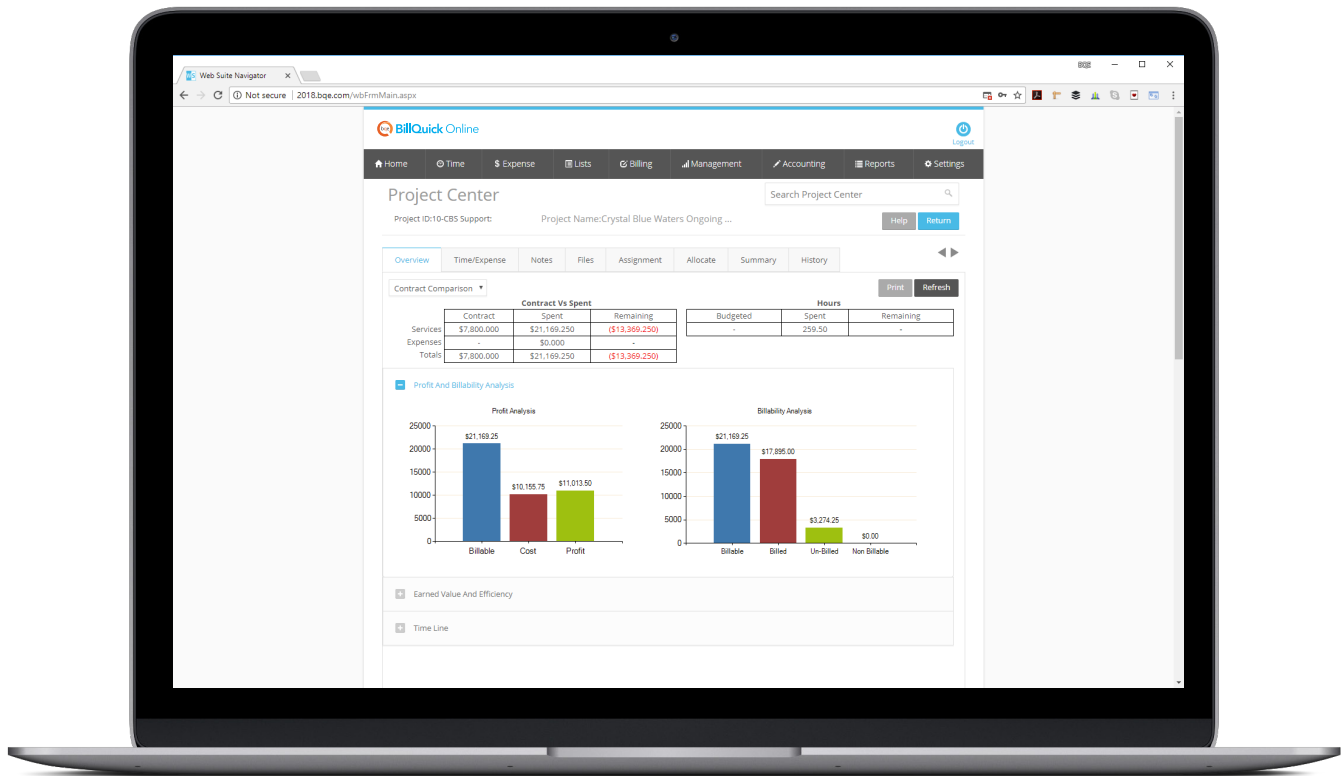 WS Web Suite Navigator x
BQE
Not secure | 2018.bqe.com/wbFrmMain.aspx
bqe BillQuick Online
Logout
Home Time $ Expense Lists Billing Management Accounting Reports Settings
Project Center
Search Project Center
Project ID:10-CBS Support: Project Name:Crystal Blue Waters Ongoing ...
Help Return
Overview Time/Expense Notes Files Assignment Allocate Summary History
Contract Comparison
Print Refresh
Contract Vs Spent
Contract Spent Remaining
Services $7,800.000 $21,169.250 ($13,369.250)
Expenses - $0.000 -
Totals $7,800.000 $21,169.250 ($13,369.250)
Hours
Budgeted Spent Remaining
- 259.50 -
Profit And Billability Analysis
Profit Analysis
25000
20000
15000
10000
5000
0
$21,169.25
$10,155.75
$11,013.50
Billable Cost Profit
Billability Analysis
25000
20000
15000
10000
5000
0
$21,169.25
$17,895.00
$3,274.25
$0.00
Billable Billed Un-Billed Non Billable
Earned Value And Efficiency
Time Line